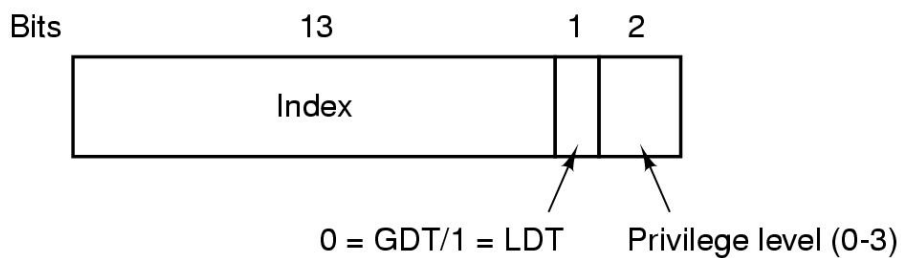 Bits 13 1 2
Index
0 = GDT/1 = LDT Privilege level (0-3)